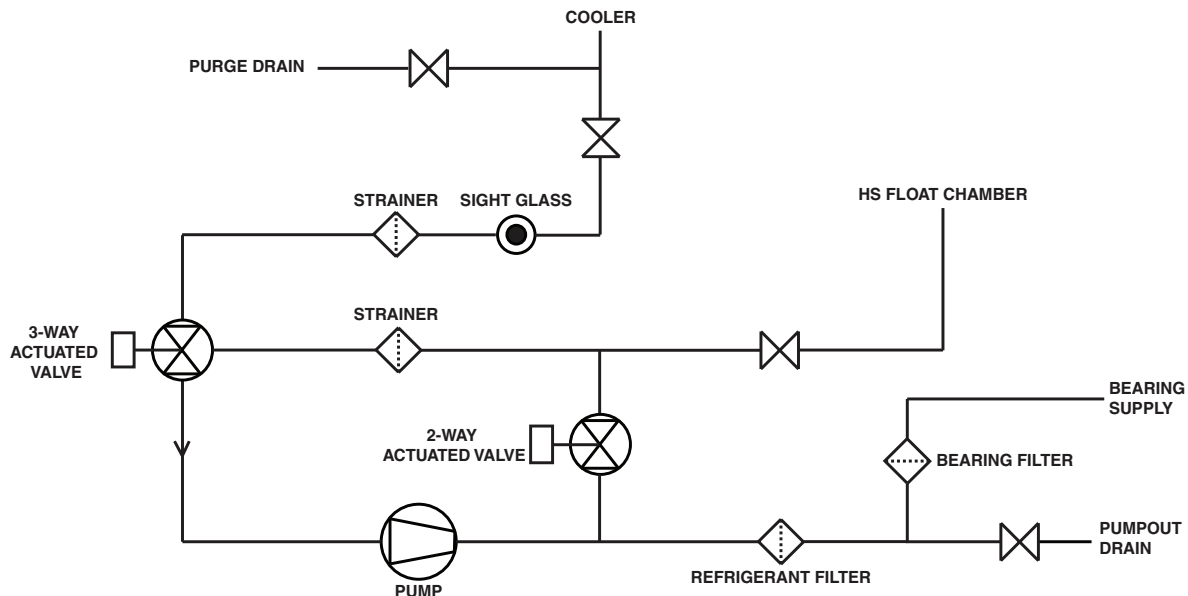 COOLER
PURGE DRAIN
STRAINER
SIGHT GLASS
HS FLOAT CHAMBER
STRAINER
3-WAY
ACTUATED
VALVE
BEARING
SUPPLY
2-WAY
ACTUATED VALVE
BEARING FILTER
PUMPOUT
DRAIN
REFRIGERANT FILTER
PUMP